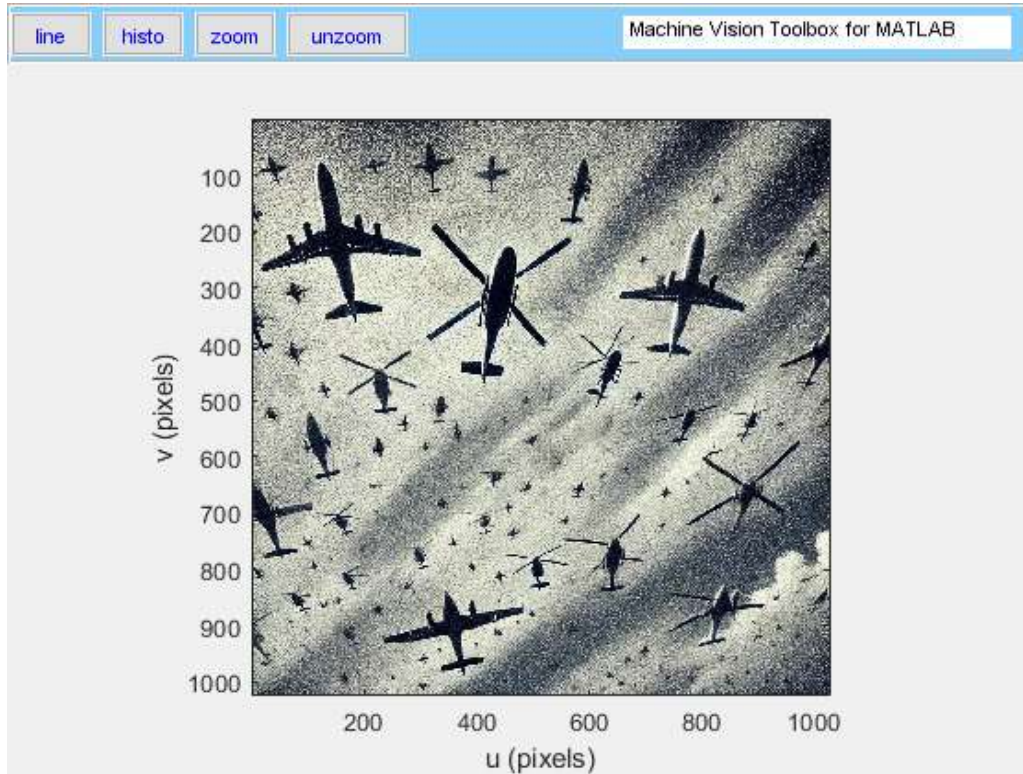 line histo zoom unzoom Machine Vision Toolbox for MATLAB
100
200
300
400
500
600
700
800
900
1000
v (pixels)
200 400 600 800 1000
u (pixels)